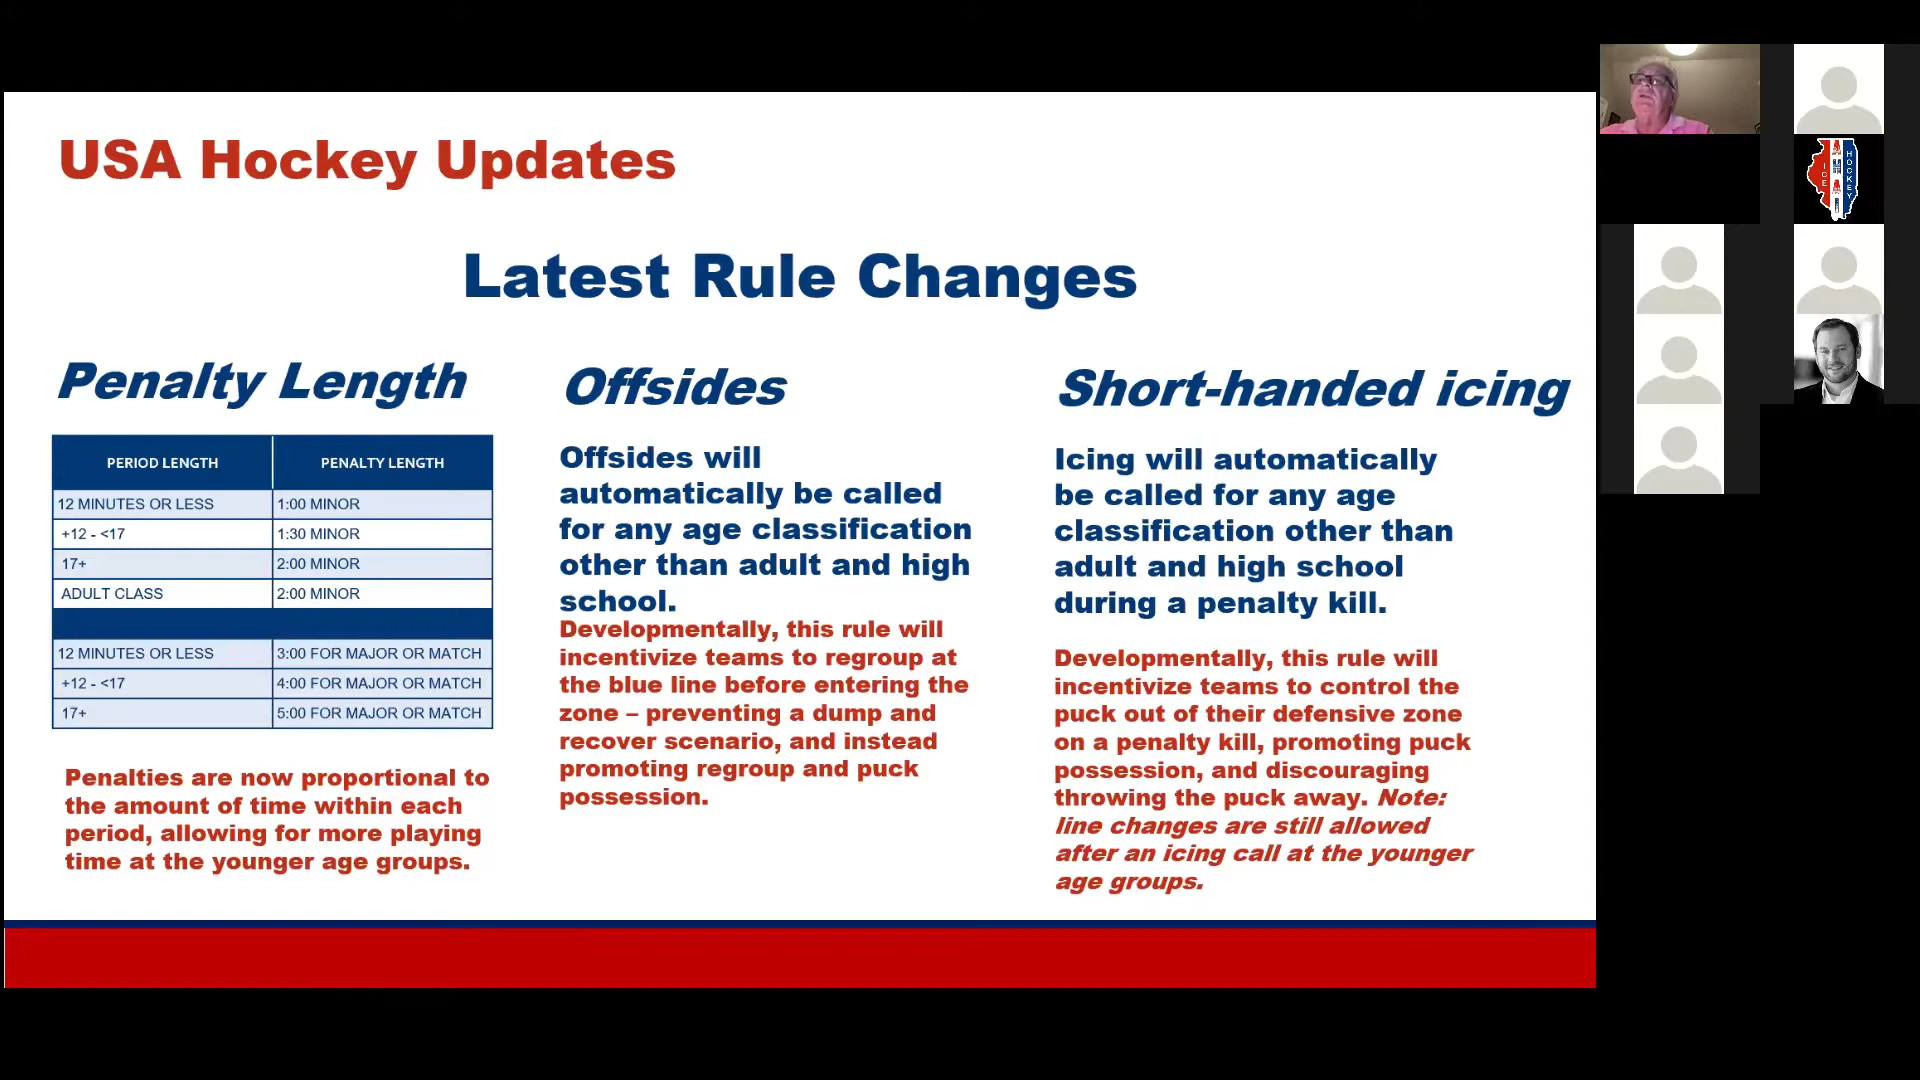 USA Hockey Updates
Latest Rule Changes
Penalty Length
PERIOD LENGTH PENALTY LENGTH
12 MINUTES OR LESS 1:00 MINOR
+12 - <17 1:30 MINOR
17+ 2:00 MINOR
ADULT CLASS 2:00 MINOR
12 MINUTES OR LESS 3:00 FOR MAJOR OR MATCH
+12 - <17 4:00 FOR MAJOR OR MATCH
17+ 5:00 FOR MAJOR OR MATCH
Penalties are now proportional to
the amount of time within each
period, allowing for more playing
time at the younger age groups.
Offsides
Offsides will
automatically be called
for any age classification
other than adult and high
school.
Developmentally, this rule will
incentivize teams to regroup at
the blue line before entering the
zone – preventing a dump and
recover scenario, and instead
promoting regroup and puck
possession.
Short-handed icing
Icing will automatically
be called for any age
classification other than
adult and high school
during a penalty kill.
Developmentally, this rule will
incentivize teams to control the
puck out of their defensive zone
on a penalty kill, promoting puck
possession, and discouraging
throwing the puck away. Note:
line changes are still allowed
after an icing call at the younger
age groups.
ICE
HOCKEY